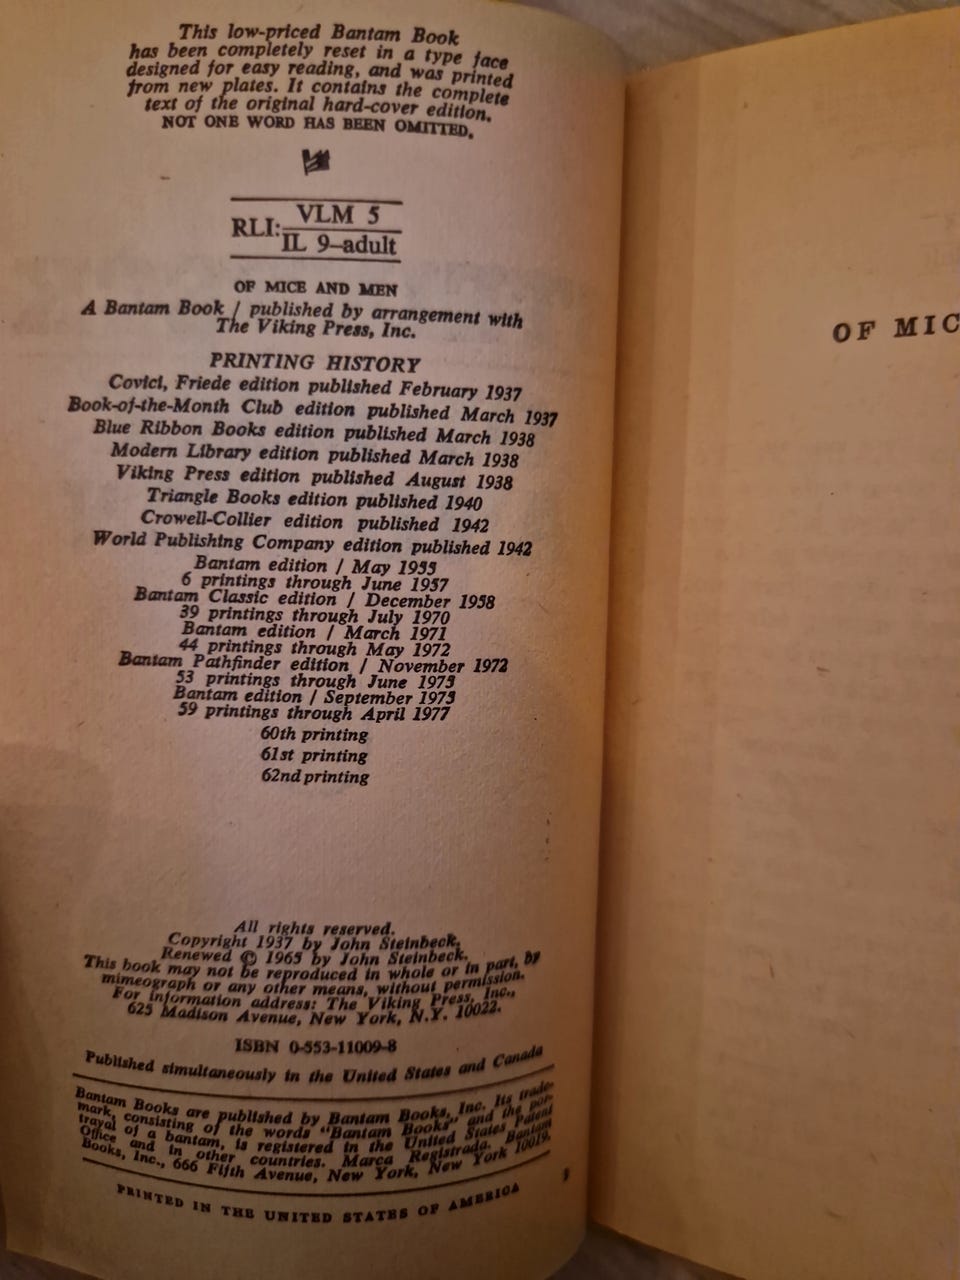 This low-priced Bantam Book
has been completely reset in a type face
designed for easy reading, and was printed
from new plates. It contains the complete
text of the original hard-cover edition.
NOT ONE WORD HAS BEEN OMITTED.
RLI: VLM 5
IL 9–adult
OF MICE AND MEN
A Bantam Book / published by arrangement with
The Viking Press, Inc.
PRINTING HISTORY
Covici, Friede edition published February 1937
Book-of-the-Month Club edition published March 1937
Blue Ribbon Books edition published March 1938
Modern Library edition published March 1938
Viking Press edition published August 1938
Triangle Books edition published 1940
Crowell-Collier edition published 1942
World Publishing Company edition published 1942
Bantam edition / May 1955
6 printings through June 1957
Bantam Classic edition / December 1958
39 printings through July 1970
Bantam edition / March 1971
44 printings through May 1972
Bantam Pathfinder edition / November 1972
53 printings through June 1975
Bantam edition / September 1975
59 printings through April 1977
60th printing
61st printing
62nd printing
All rights reserved.
Copyright 1937 by John Steinbeck.
Renewed © 1965 by John Steinbeck.
This book may not be reproduced in whole or in part, by
mimeograph or any other means, without permission.
For information address: The Viking Press, Inc.,
625 Madison Avenue, New York, N.Y. 10022.
ISBN 0-553-11009-8
Published simultaneously in the United States and Canada
Bantam Books are published by Bantam Books, Inc. Its trade-
mark, consisting of the words "Bantam Books" and the por-
trayal of a bantam, is registered in the United States Patent
Office and in other countries. Marca Registrada. Bantam
Books, Inc., 666 Fifth Avenue, New York, New York 10019.
PRINTED IN THE UNITED STATES OF AMERICA
OF MIC